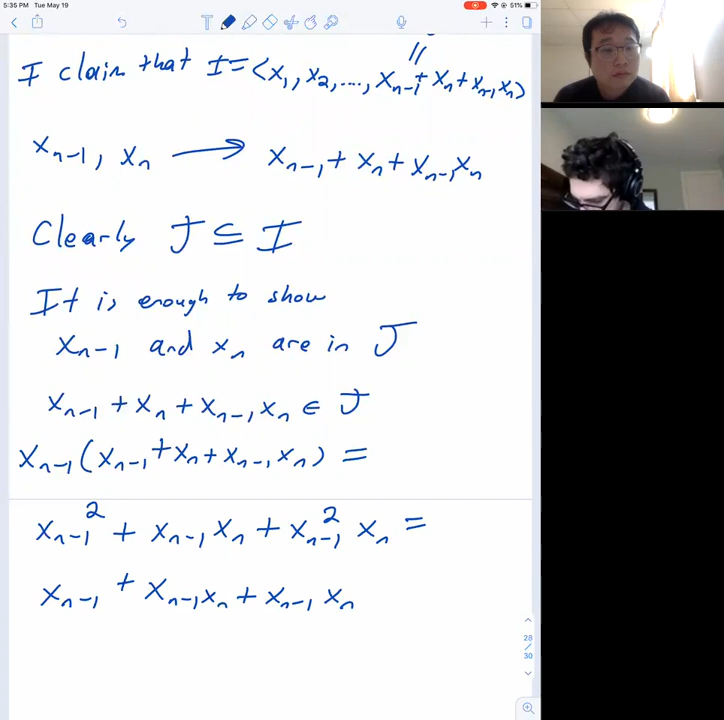 5:35 PM Tue May 19
51%
I claim that I = ⟨x₁, x₂, ...., xₙ₋₁ + xₙ + xₙ₋₁xₙ⟩
xₙ₋₁, xₙ → xₙ₋₁ + xₙ + xₙ₋₁xₙ
Clearly J ⊆ I
It is enough to show
xₙ₋₁ and xₙ are in J
xₙ₋₁ + xₙ + xₙ₋₁xₙ ∈ J
xₙ₋₁(xₙ₋₁ + xₙ + xₙ₋₁xₙ) =
xₙ₋₁² + xₙ₋₁xₙ + xₙ₋₁²xₙ =
xₙ₋₁ + xₙ₋₁xₙ + xₙ₋₁xₙ
28
/
30